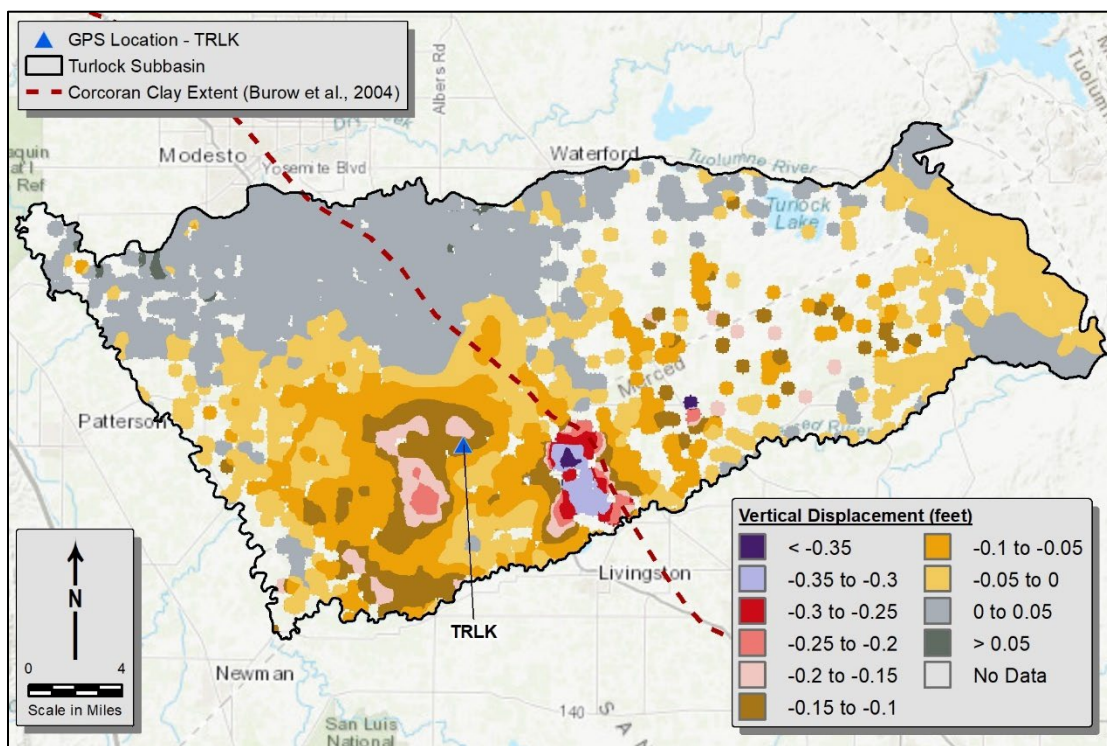 GPS Location - TRLK
Turlock Subbasin
Corcoran Clay Extent (Burow et al., 2004)
Albers Rd
Modesto
Yosemite Blvd
Waterford
Tuolumne River
Turlock
Lake
Merced
Patterson
Livingston
TRLK
Newman
San Luis
National
140
N
0 4
Scale in Miles
Vertical Displacement (feet)
< -0.35
-0.35 to -0.3
-0.3 to -0.25
-0.25 to -0.2
-0.2 to -0.15
-0.15 to -0.1
-0.1 to -0.05
-0.05 to 0
0 to 0.05
> 0.05
No Data